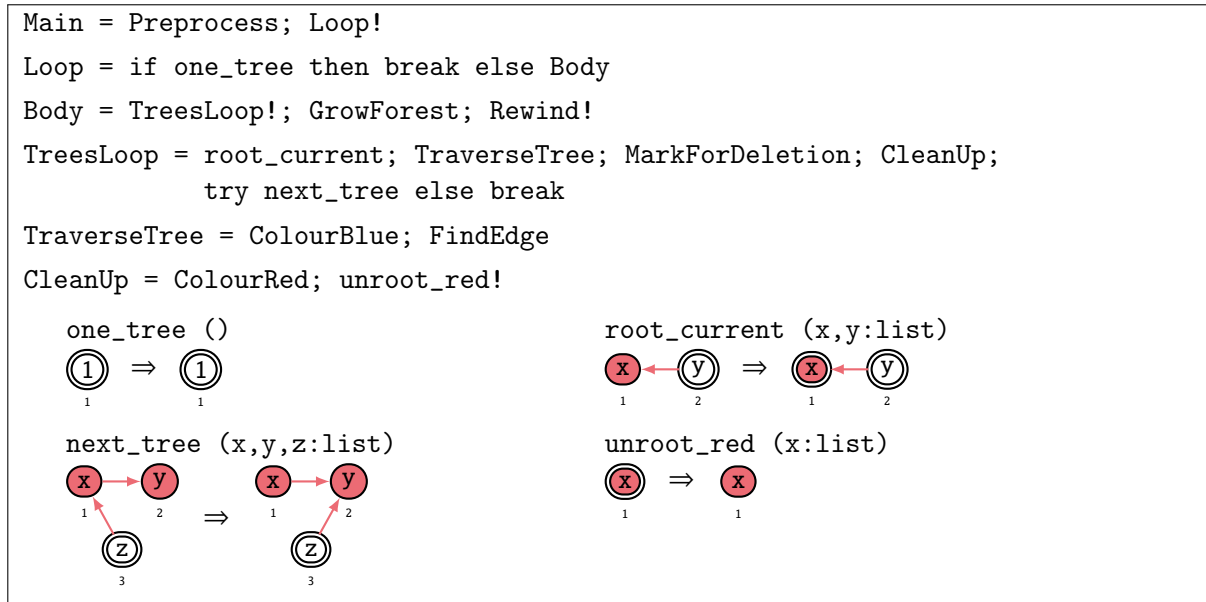 Main = Preprocess; Loop!
Loop = if one_tree then break else Body
Body = TreesLoop!; GrowForest; Rewind!
TreesLoop = root_current; TraverseTree; MarkForDeletion; CleanUp;
try next_tree else break
TraverseTree = ColourBlue; FindEdge
CleanUp = ColourRed; unroot_red!
one_tree ()
1 ⇒ 1
1 1
root_current (x,y:list)
x y ⇒ x y
1 2 1 2
next_tree (x,y,z:list)
x y x y
1 2 ⇒ 1 2
z z
3 3
unroot_red (x:list)
x ⇒ x
1 1